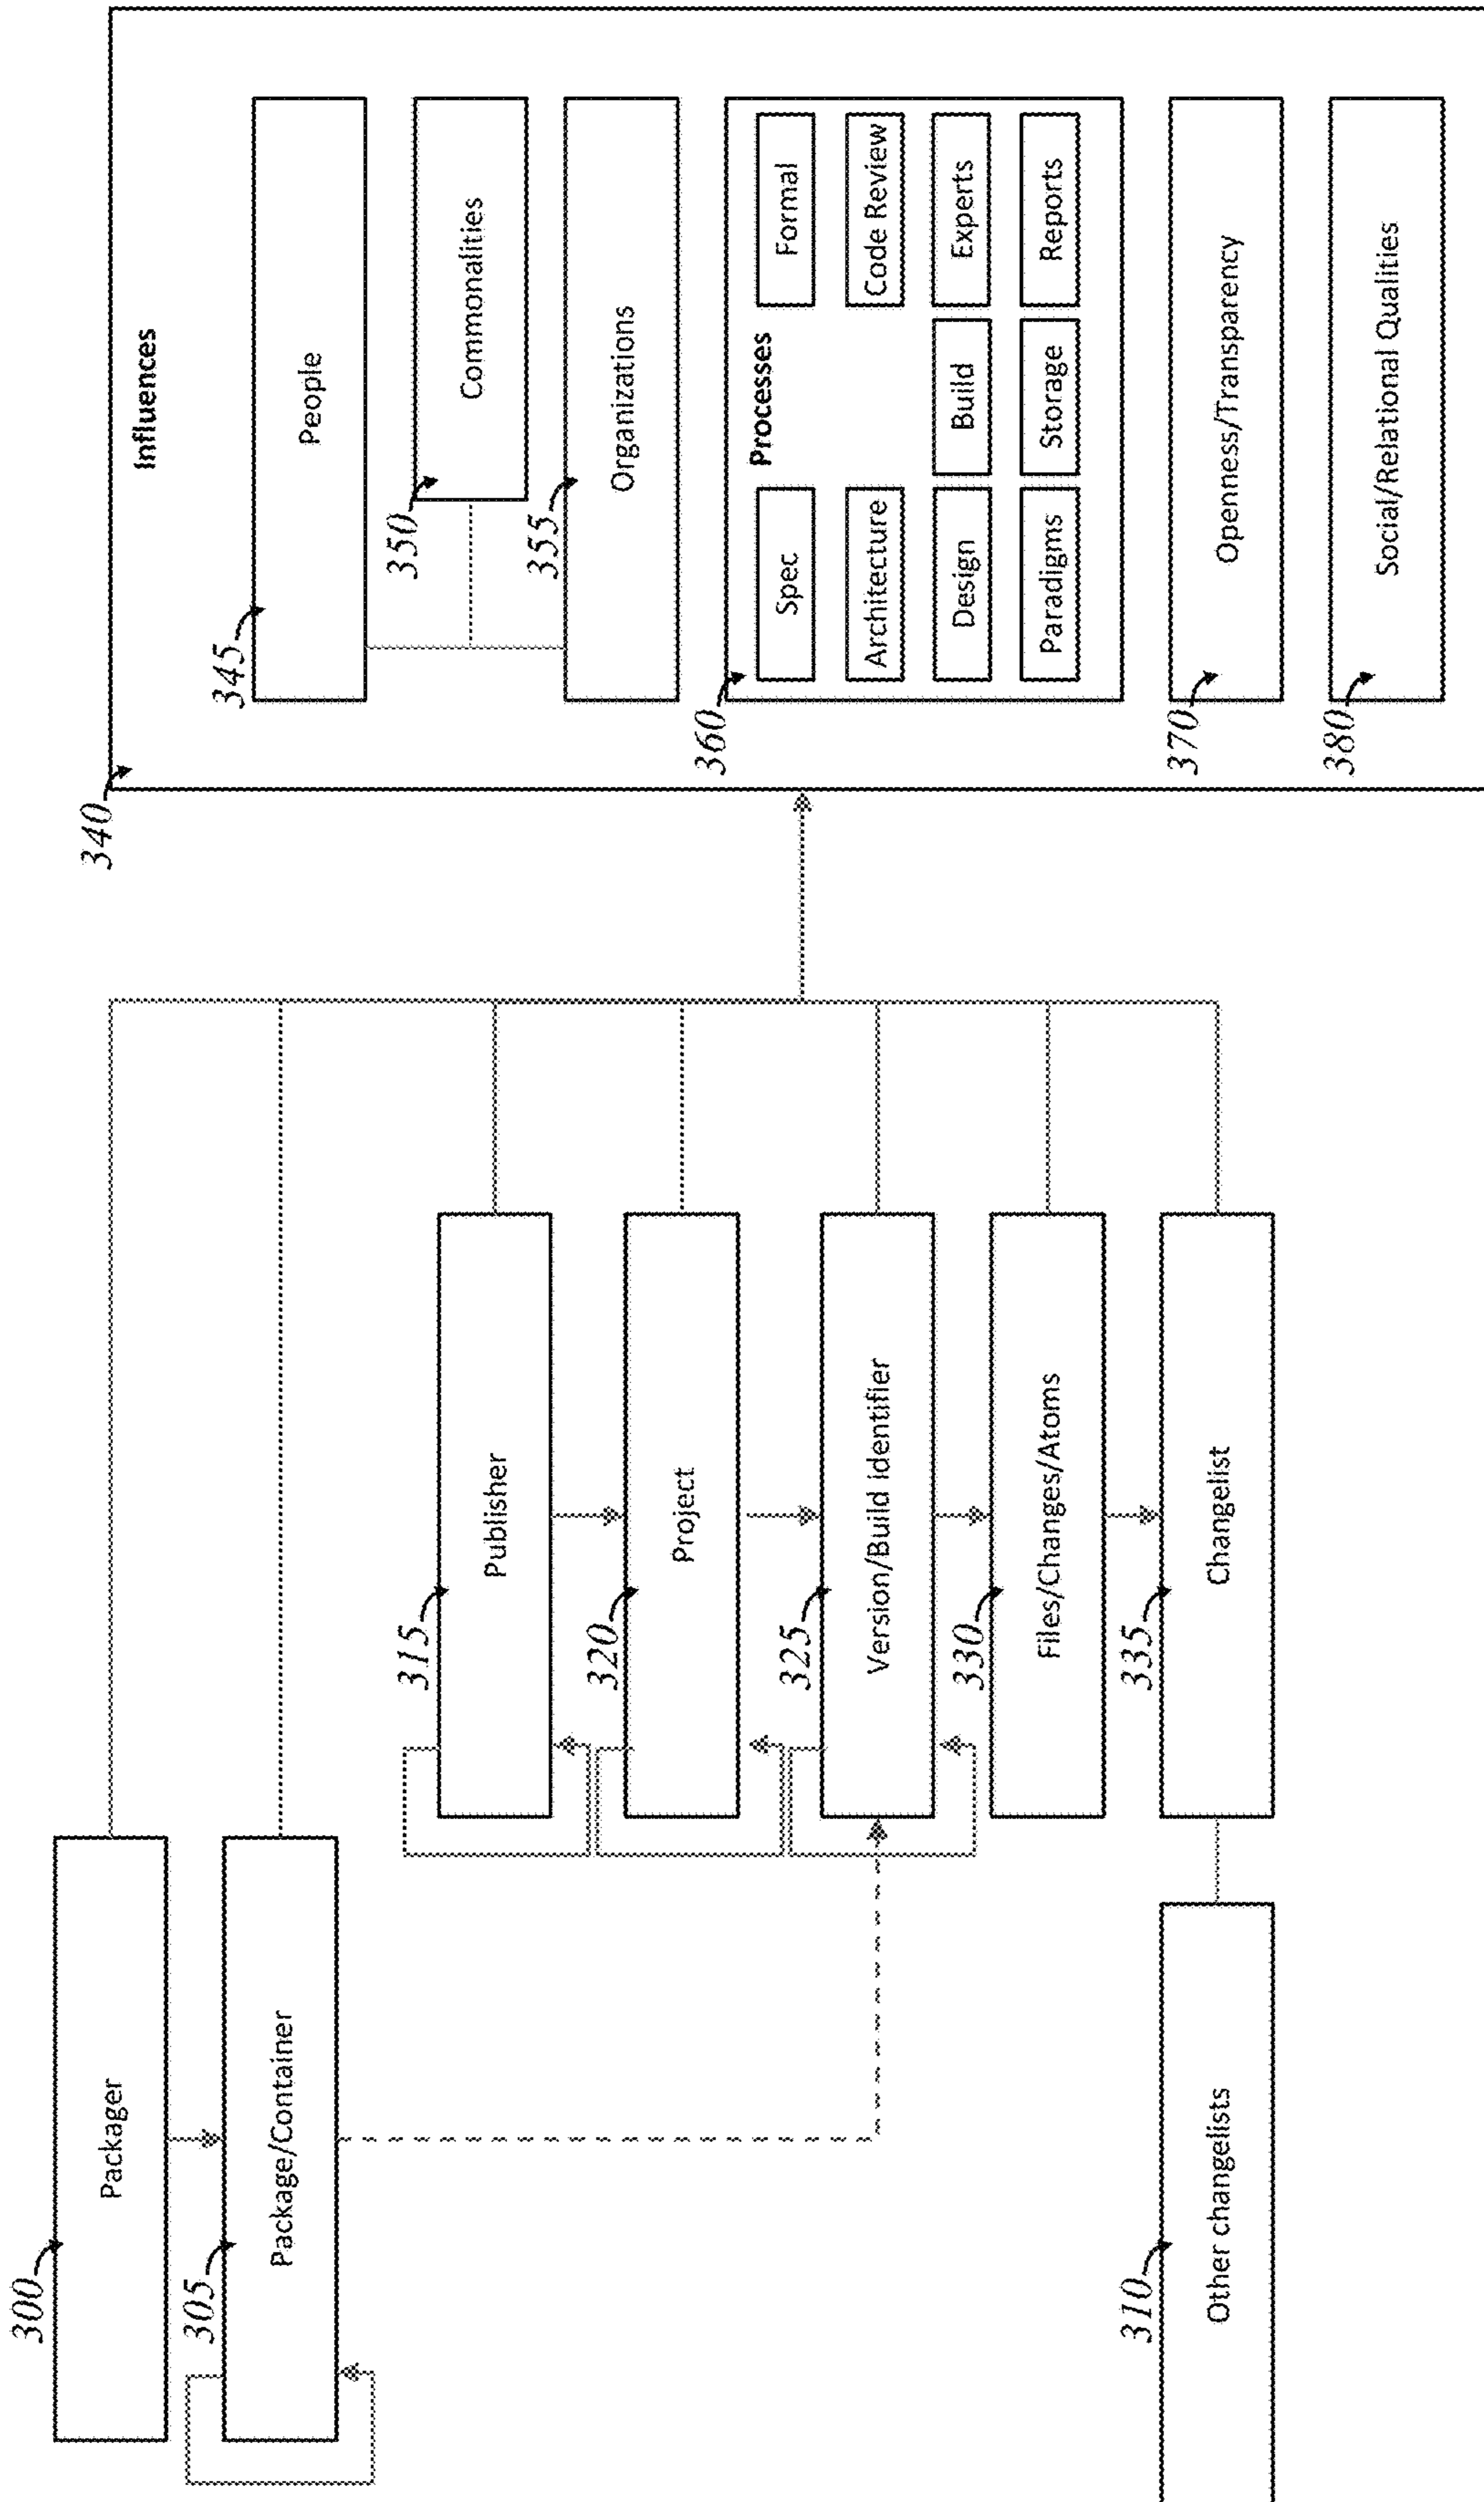 300
Packager
305
Package/Container
310
Other changelists
315
Publisher
320
Project
325
Version/Build identifier
330
Files/Changes/Atoms
335
Changelist
340
Influences
345
People
350
Commonalities
355
Organizations
360
Processes
Spec
Formal
Architecture
Code Review
Design
Build
Experts
Paradigms
Storage
Reports
370
Openness/Transparency
380
Social/Relational Qualities